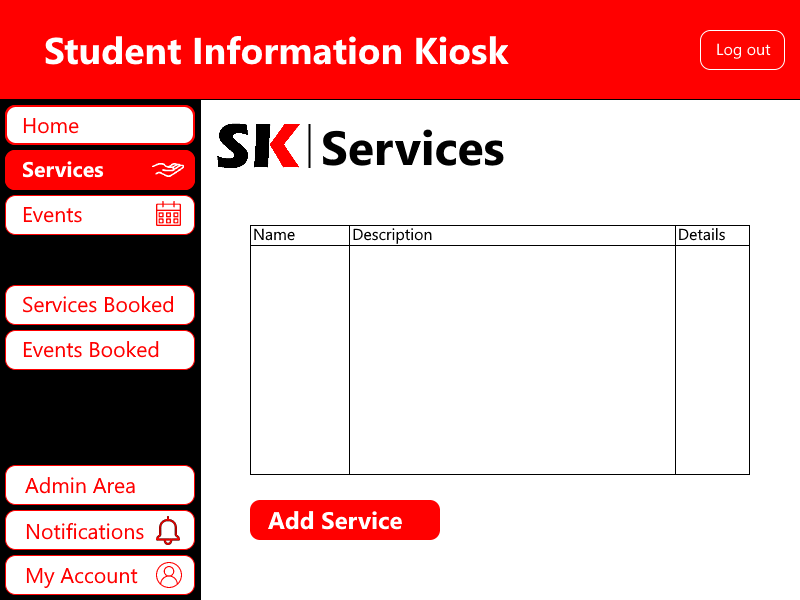 Student Information Kiosk
Log out
Home
Services
Events
Services Booked
Events Booked
Admin Area
Notifications
My Account
SK Services
Name Description Details
Add Service